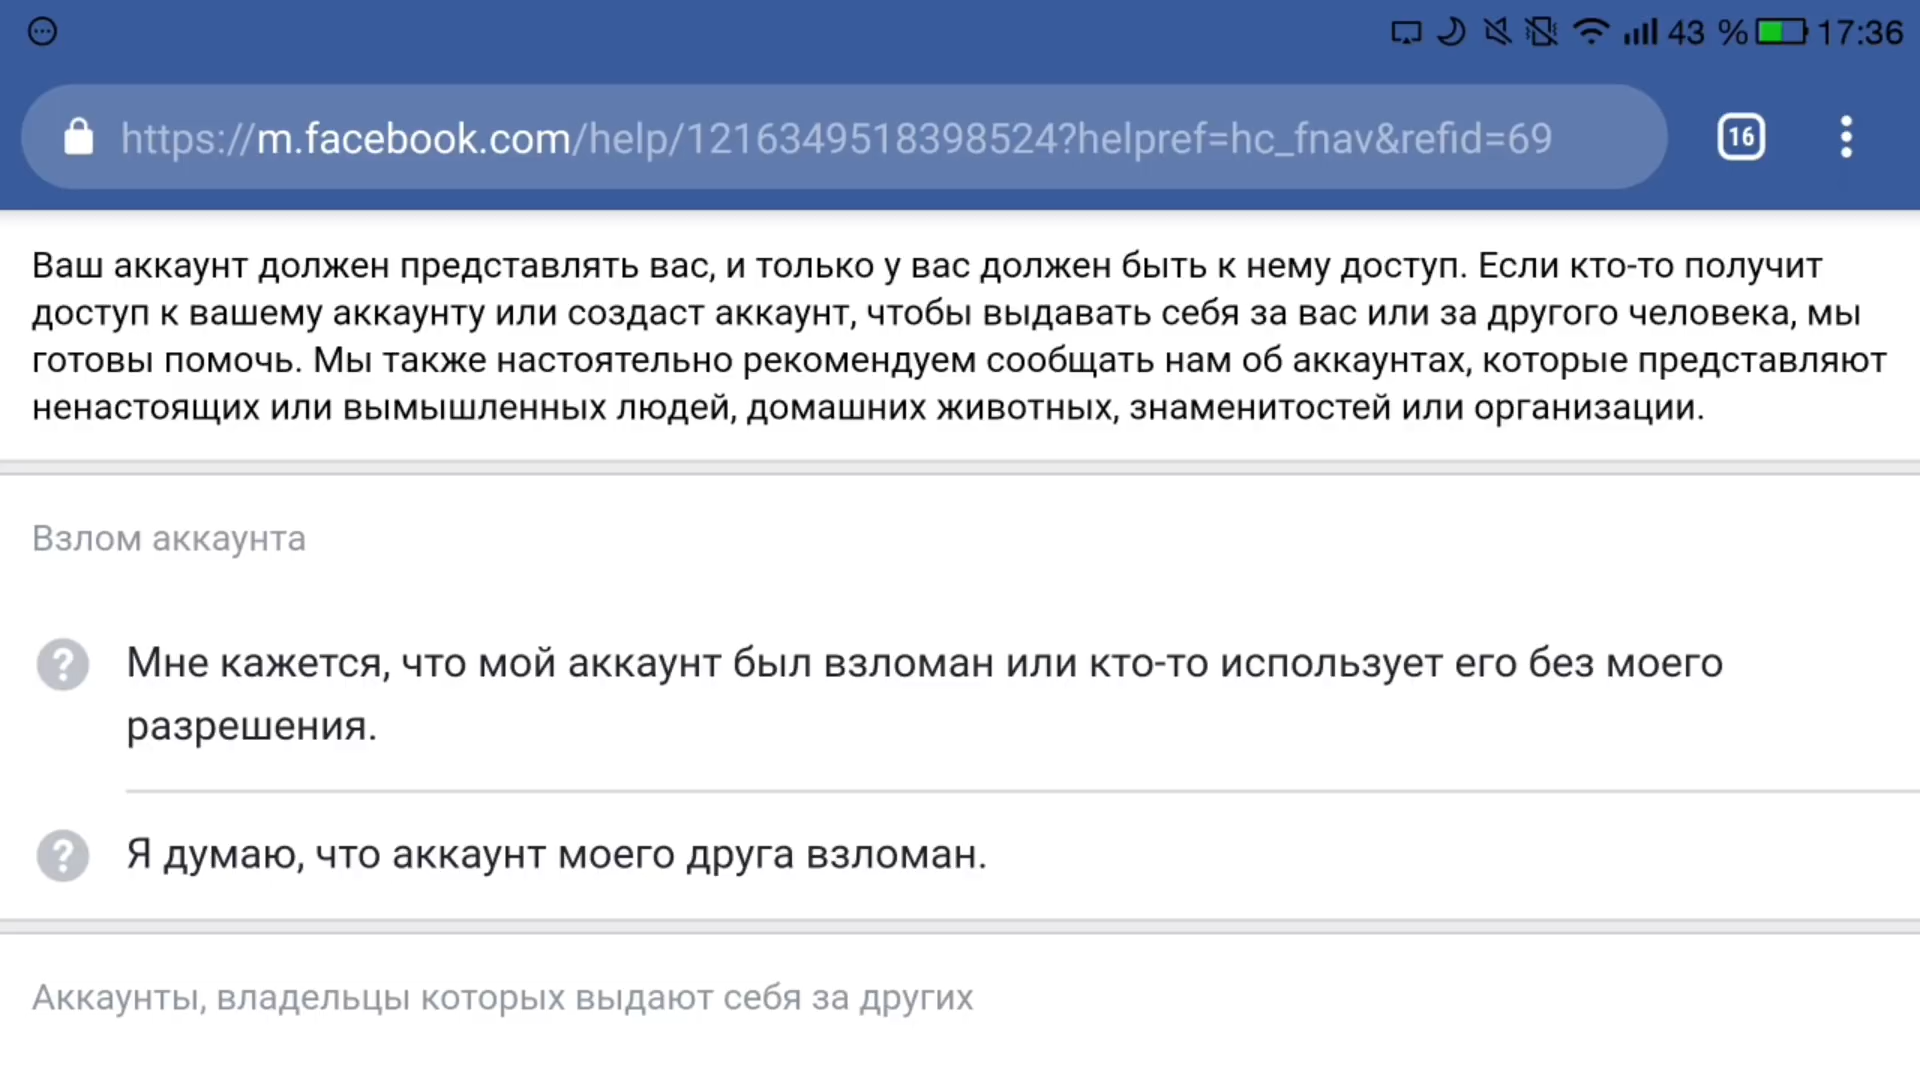 43 % 17:36
https://m.facebook.com/help/1216349518398524?helpref=hc_fnav&refid=69 16
Ваш аккаунт должен представлять вас, и только у вас должен быть к нему доступ. Если кто-то получит
доступ к вашему аккаунту или создаст аккаунт, чтобы выдавать себя за вас или за другого человека, мы
готовы помочь. Мы также настоятельно рекомендуем сообщать нам об аккаунтах, которые представляют
ненастоящих или вымышленных людей, домашних животных, знаменитостей или организации.
Взлом аккаунта
? Мне кажется, что мой аккаунт был взломан или кто-то использует его без моего
разрешения.
? Я думаю, что аккаунт моего друга взломан.
Аккаунты, владельцы которых выдают себя за других